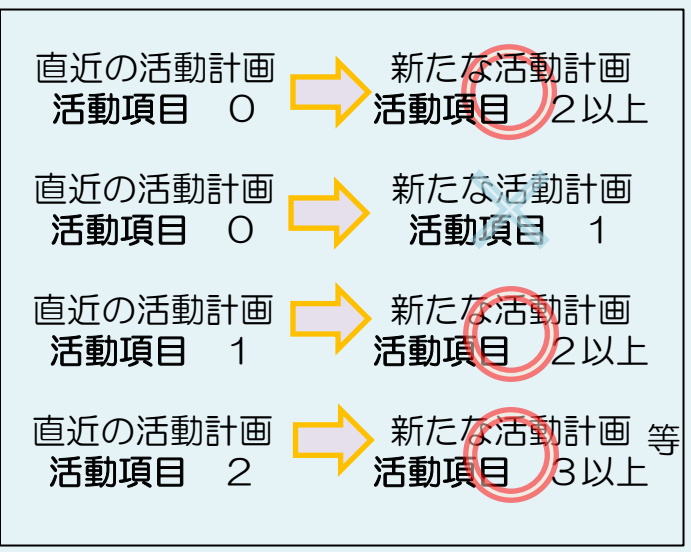 直近の活動計画 新たな活動計画
活動項目 ０ 活動項目 ２以上
直近の活動計画 新たな活動計画
活動項目 ０ 活動項目 １
直近の活動計画 新たな活動計画
活動項目 １ 活動項目 ２以上
直近の活動計画 新たな活動計画 等
活動項目 ２ 活動項目 ３以上